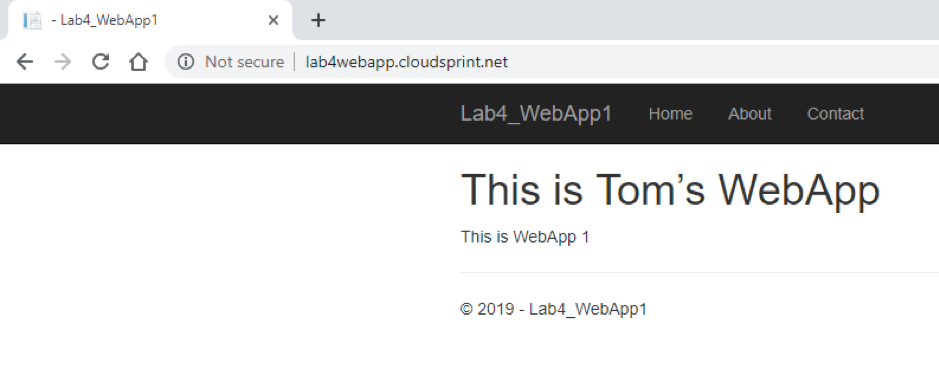 - Lab4_WebApp1
Not secure lab4webapp.cloudsprint.net
Lab4_WebApp1 Home About Contact
This is Tom’s WebApp
This is WebApp 1
© 2019 - Lab4_WebApp1